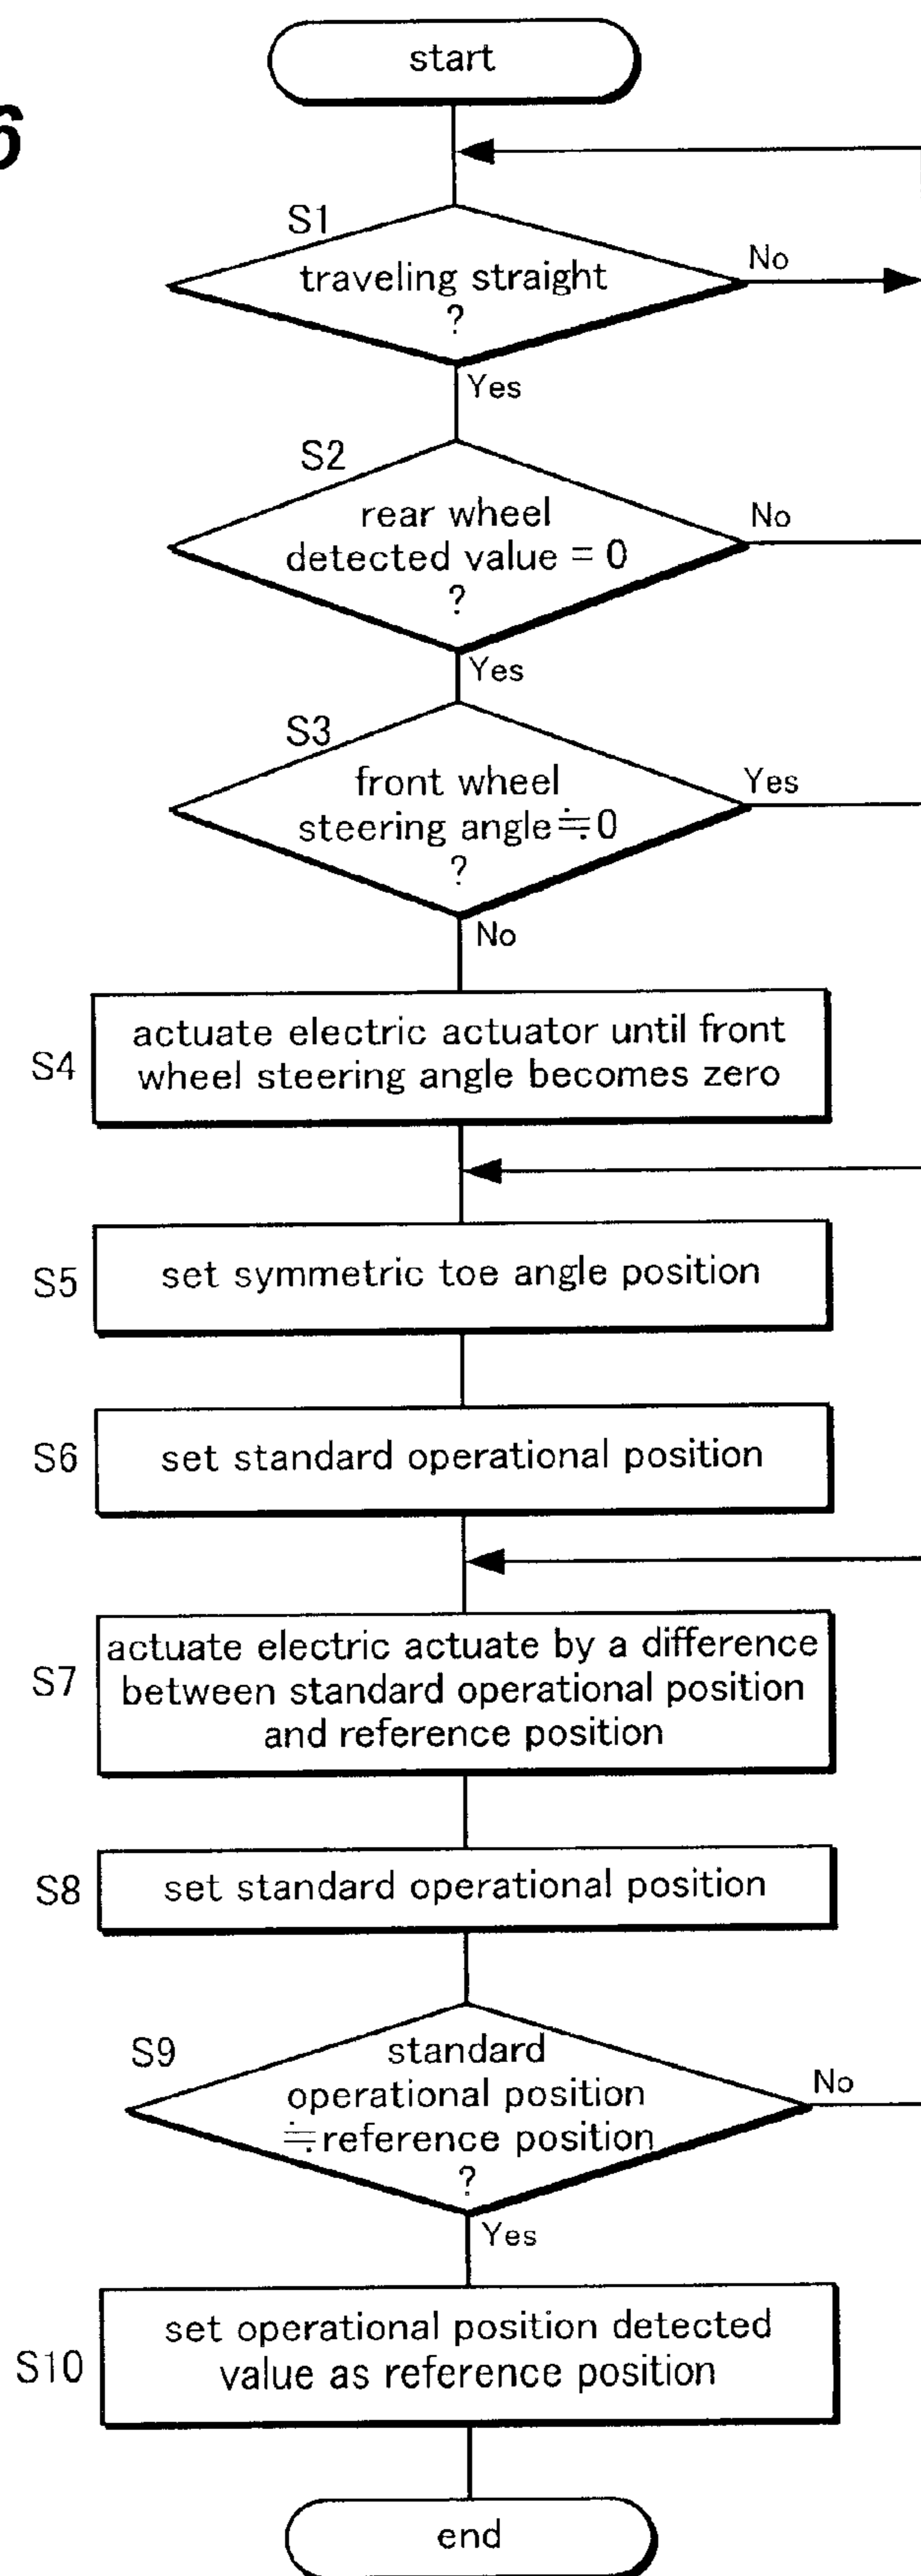 6
start
S1
traveling straight
?
No
Yes
S2
rear wheel
detected value = 0
?
No
Yes
S3
front wheel
steering angle≒0
?
Yes
No
S4
actuate electric actuator until front
wheel steering angle becomes zero
S5
set symmetric toe angle position
S6
set standard operational position
S7
actuate electric actuate by a difference
between standard operational position
and reference position
S8
set standard operational position
S9
standard
operational position
≒reference position
?
No
Yes
S10
set operational position detected
value as reference position
end